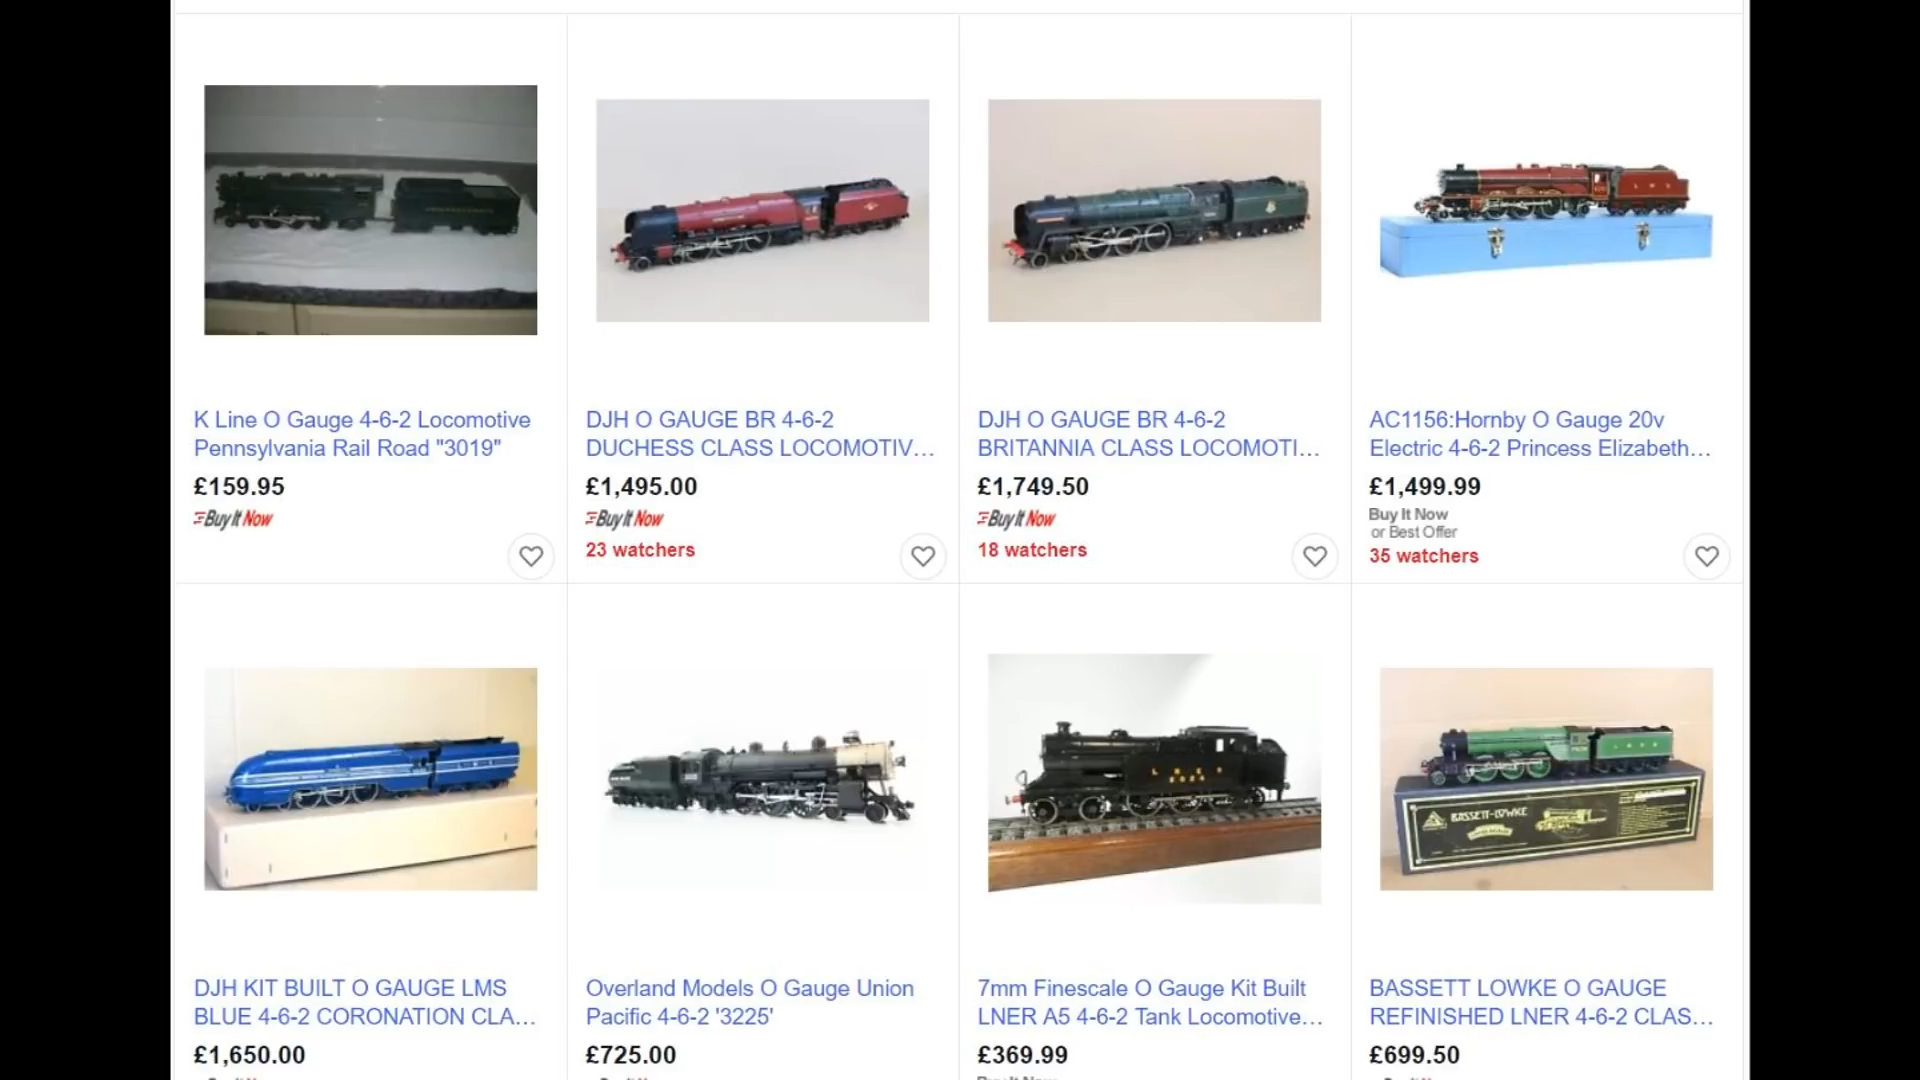 K Line O Gauge 4-6-2 Locomotive
Pennsylvania Rail Road "3019"
£159.95
Buy It Now
DJH O GAUGE BR 4-6-2
DUCHESS CLASS LOCOMOTIV…
£1,495.00
Buy It Now
23 watchers
DJH O GAUGE BR 4-6-2
BRITANNIA CLASS LOCOMOTI…
£1,749.50
Buy It Now
18 watchers
L M S
AC1156:Hornby O Gauge 20v
Electric 4-6-2 Princess Elizabeth…
£1,499.99
Buy It Now
or Best Offer
35 watchers
DJH KIT BUILT O GAUGE LMS
BLUE 4-6-2 CORONATION CLA…
£1,650.00
Overland Models O Gauge Union
Pacific 4-6-2 '3225'
£725.00
7mm Finescale O Gauge Kit Built
LNER A5 4-6-2 Tank Locomotive…
£369.99
Buy It Now
BASSETT-LOWKE
BASSETT LOWKE O GAUGE
REFINISHED LNER 4-6-2 CLAS…
£699.50